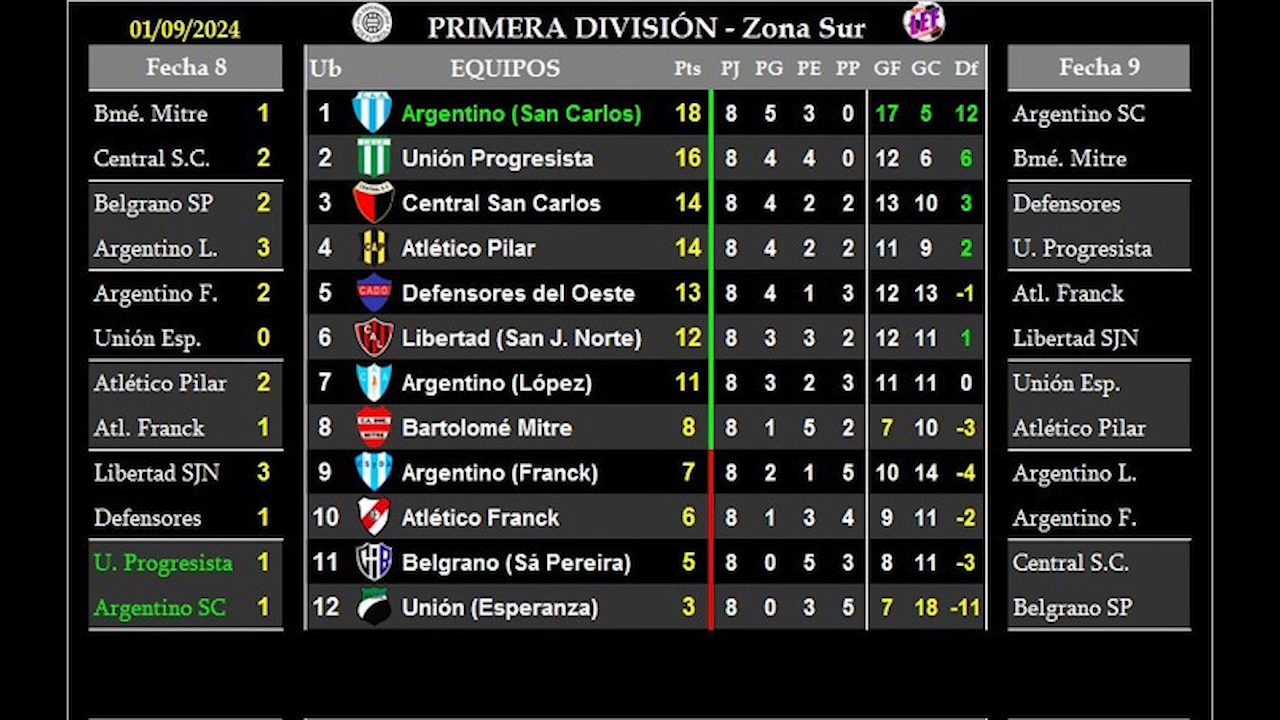 01/09/2024
PRIMERA DIVISIÓN - Zona Sur
Fecha 8
Bmé. Mitre 1
Central S.C. 2
Belgrano SP 2
Argentino L. 3
Argentino F. 2
Unión Esp. 0
Atlético Pilar 2
Atl. Franck 1
Libertad SJN 3
Defensores 1
U. Progresista 1
Argentino SC 1
Ub EQUIPOS Pts PJ PG PE PP GF GC Df
1 Argentino (San Carlos) 18 8 5 3 0 17 5 12
2 Unión Progresista 16 8 4 4 0 12 6 6
3 Central San Carlos 14 8 4 2 2 13 10 3
4 Atlético Pilar 14 8 4 2 2 11 9 2
5 Defensores del Oeste 13 8 4 1 3 12 13 -1
6 Libertad (San J. Norte) 12 8 3 3 2 12 11 1
7 Argentino (López) 11 8 3 2 3 11 11 0
8 Bartolomé Mitre 8 8 1 5 2 7 10 -3
9 Argentino (Franck) 7 8 2 1 5 10 14 -4
10 Atlético Franck 6 8 1 3 4 9 11 -2
11 Belgrano (Sá Pereira) 5 8 0 5 3 8 11 -3
12 Unión (Esperanza) 3 8 0 3 5 7 18 -11
Fecha 9
Argentino SC
Bmé. Mitre
Defensores
U. Progresista
Atl. Franck
Libertad SJN
Unión Esp.
Atlético Pilar
Argentino L.
Argentino F.
Central S.C.
Belgrano SP